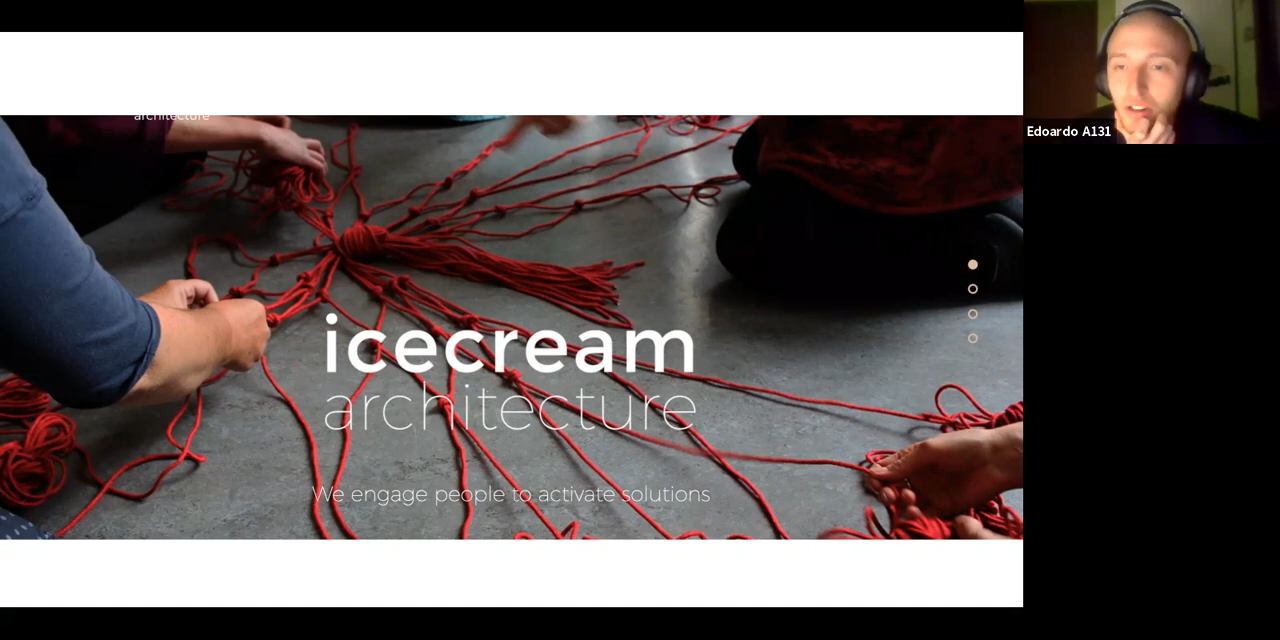 architecture
Edoardo A131
icecream
architecture
We engage people to activate solutions